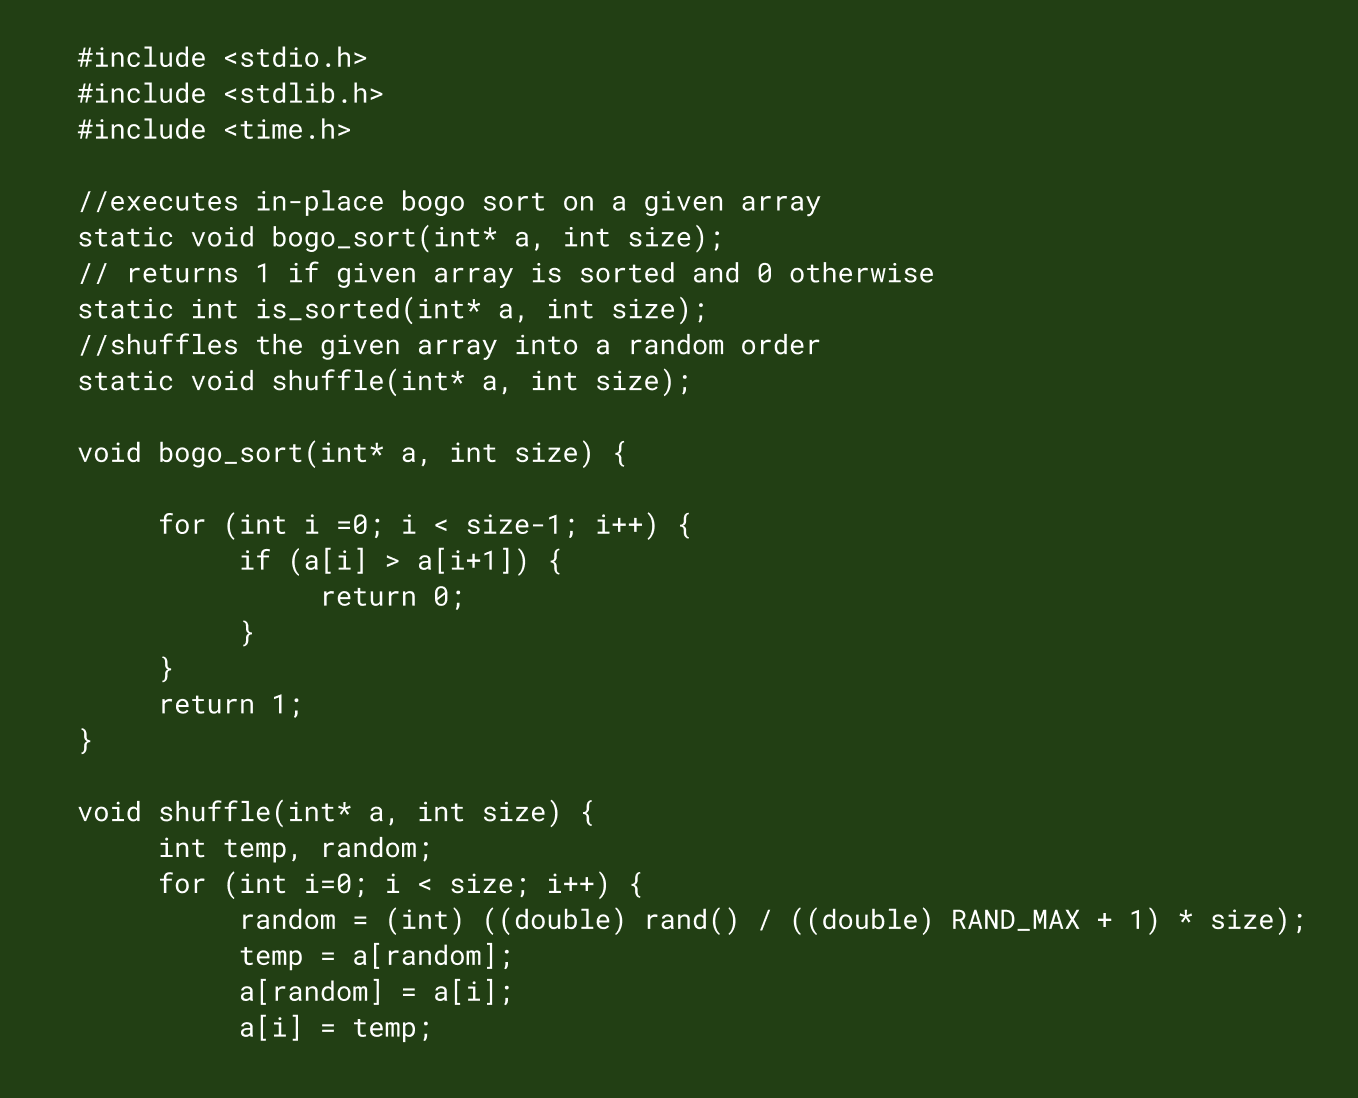 #include <stdio.h>
#include <stdlib.h>
#include <time.h>
//executes in-place bogo sort on a given array
static void bogo_sort(int* a, int size);
// returns 1 if given array is sorted and 0 otherwise
static int is_sorted(int* a, int size);
//shuffles the given array into a random order
static void shuffle(int* a, int size);
void bogo_sort(int* a, int size) {
for (int i =0; i < size-1; i++) {
if (a[i] > a[i+1]) {
return 0;
}
}
return 1;
}
void shuffle(int* a, int size) {
int temp, random;
for (int i=0; i < size; i++) {
random = (int) ((double) rand() / ((double) RAND_MAX + 1) * size);
temp = a[random];
a[random] = a[i];
a[i] = temp;